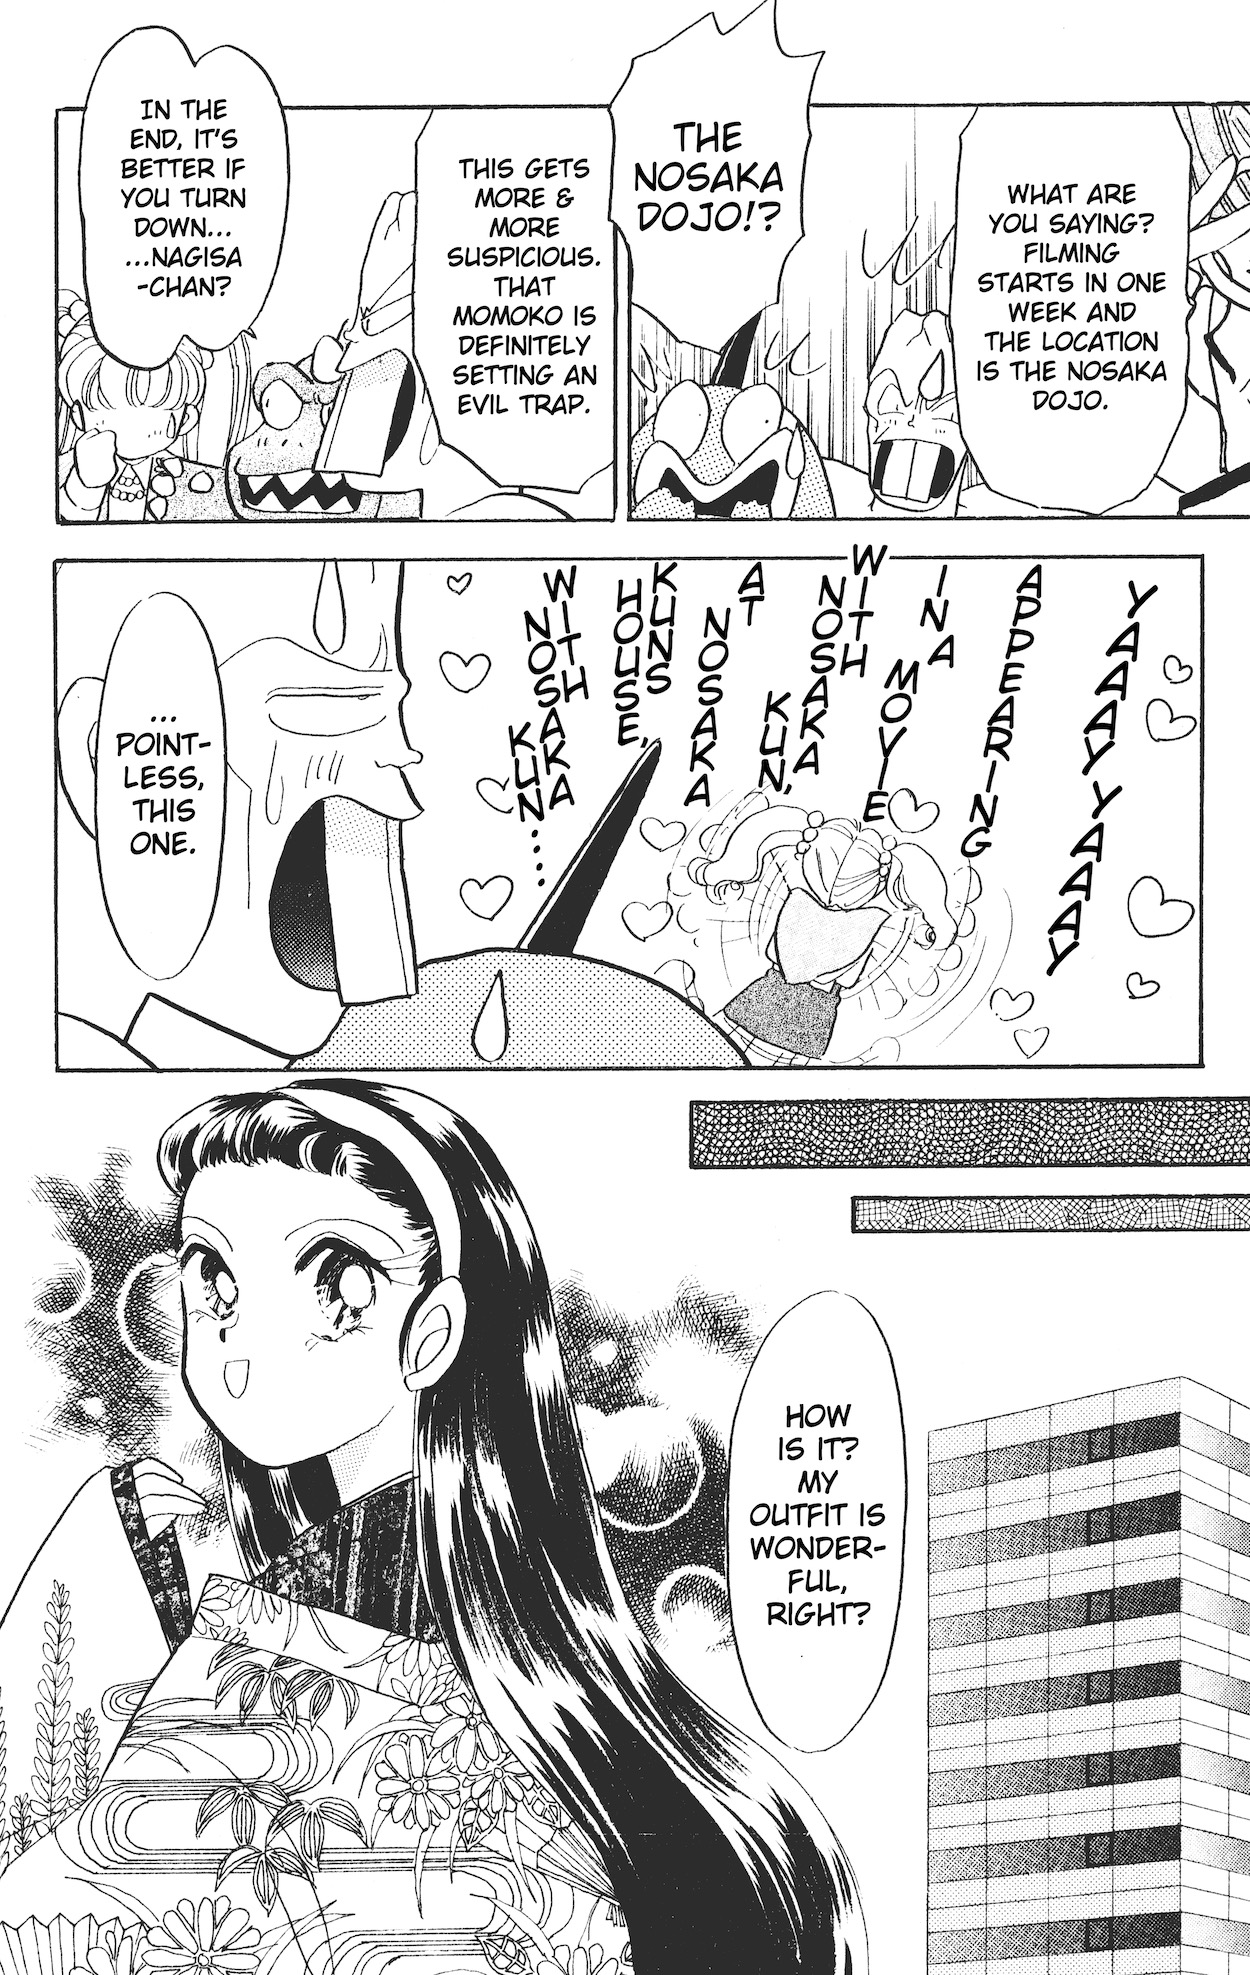 WHAT ARE
YOU SAYING?
FILMING
STARTS IN ONE
WEEK AND
THE LOCATION
IS THE NOSAKA
DOJO.
THE
NOSAKA
DOJO!?
THIS GETS
MORE &
MORE
SUSPICIOUS.
THAT
MOMOKO IS
DEFINITELY
SETTING AN
EVIL TRAP.
IN THE
END, IT'S
BETTER IF
YOU TURN
DOWN...
...NAGISA
-CHAN?
YAAAY YAAAY
APPEARING
IN A MOVIE
WITH NOSAKA KUN,
AT NOSAKA
KUNS HOUSE,
WITH NOSAKA KUN....
...
POINT-
LESS,
THIS
ONE.
HOW
IS IT?
MY
OUTFIT IS
WONDER-
FUL,
RIGHT?